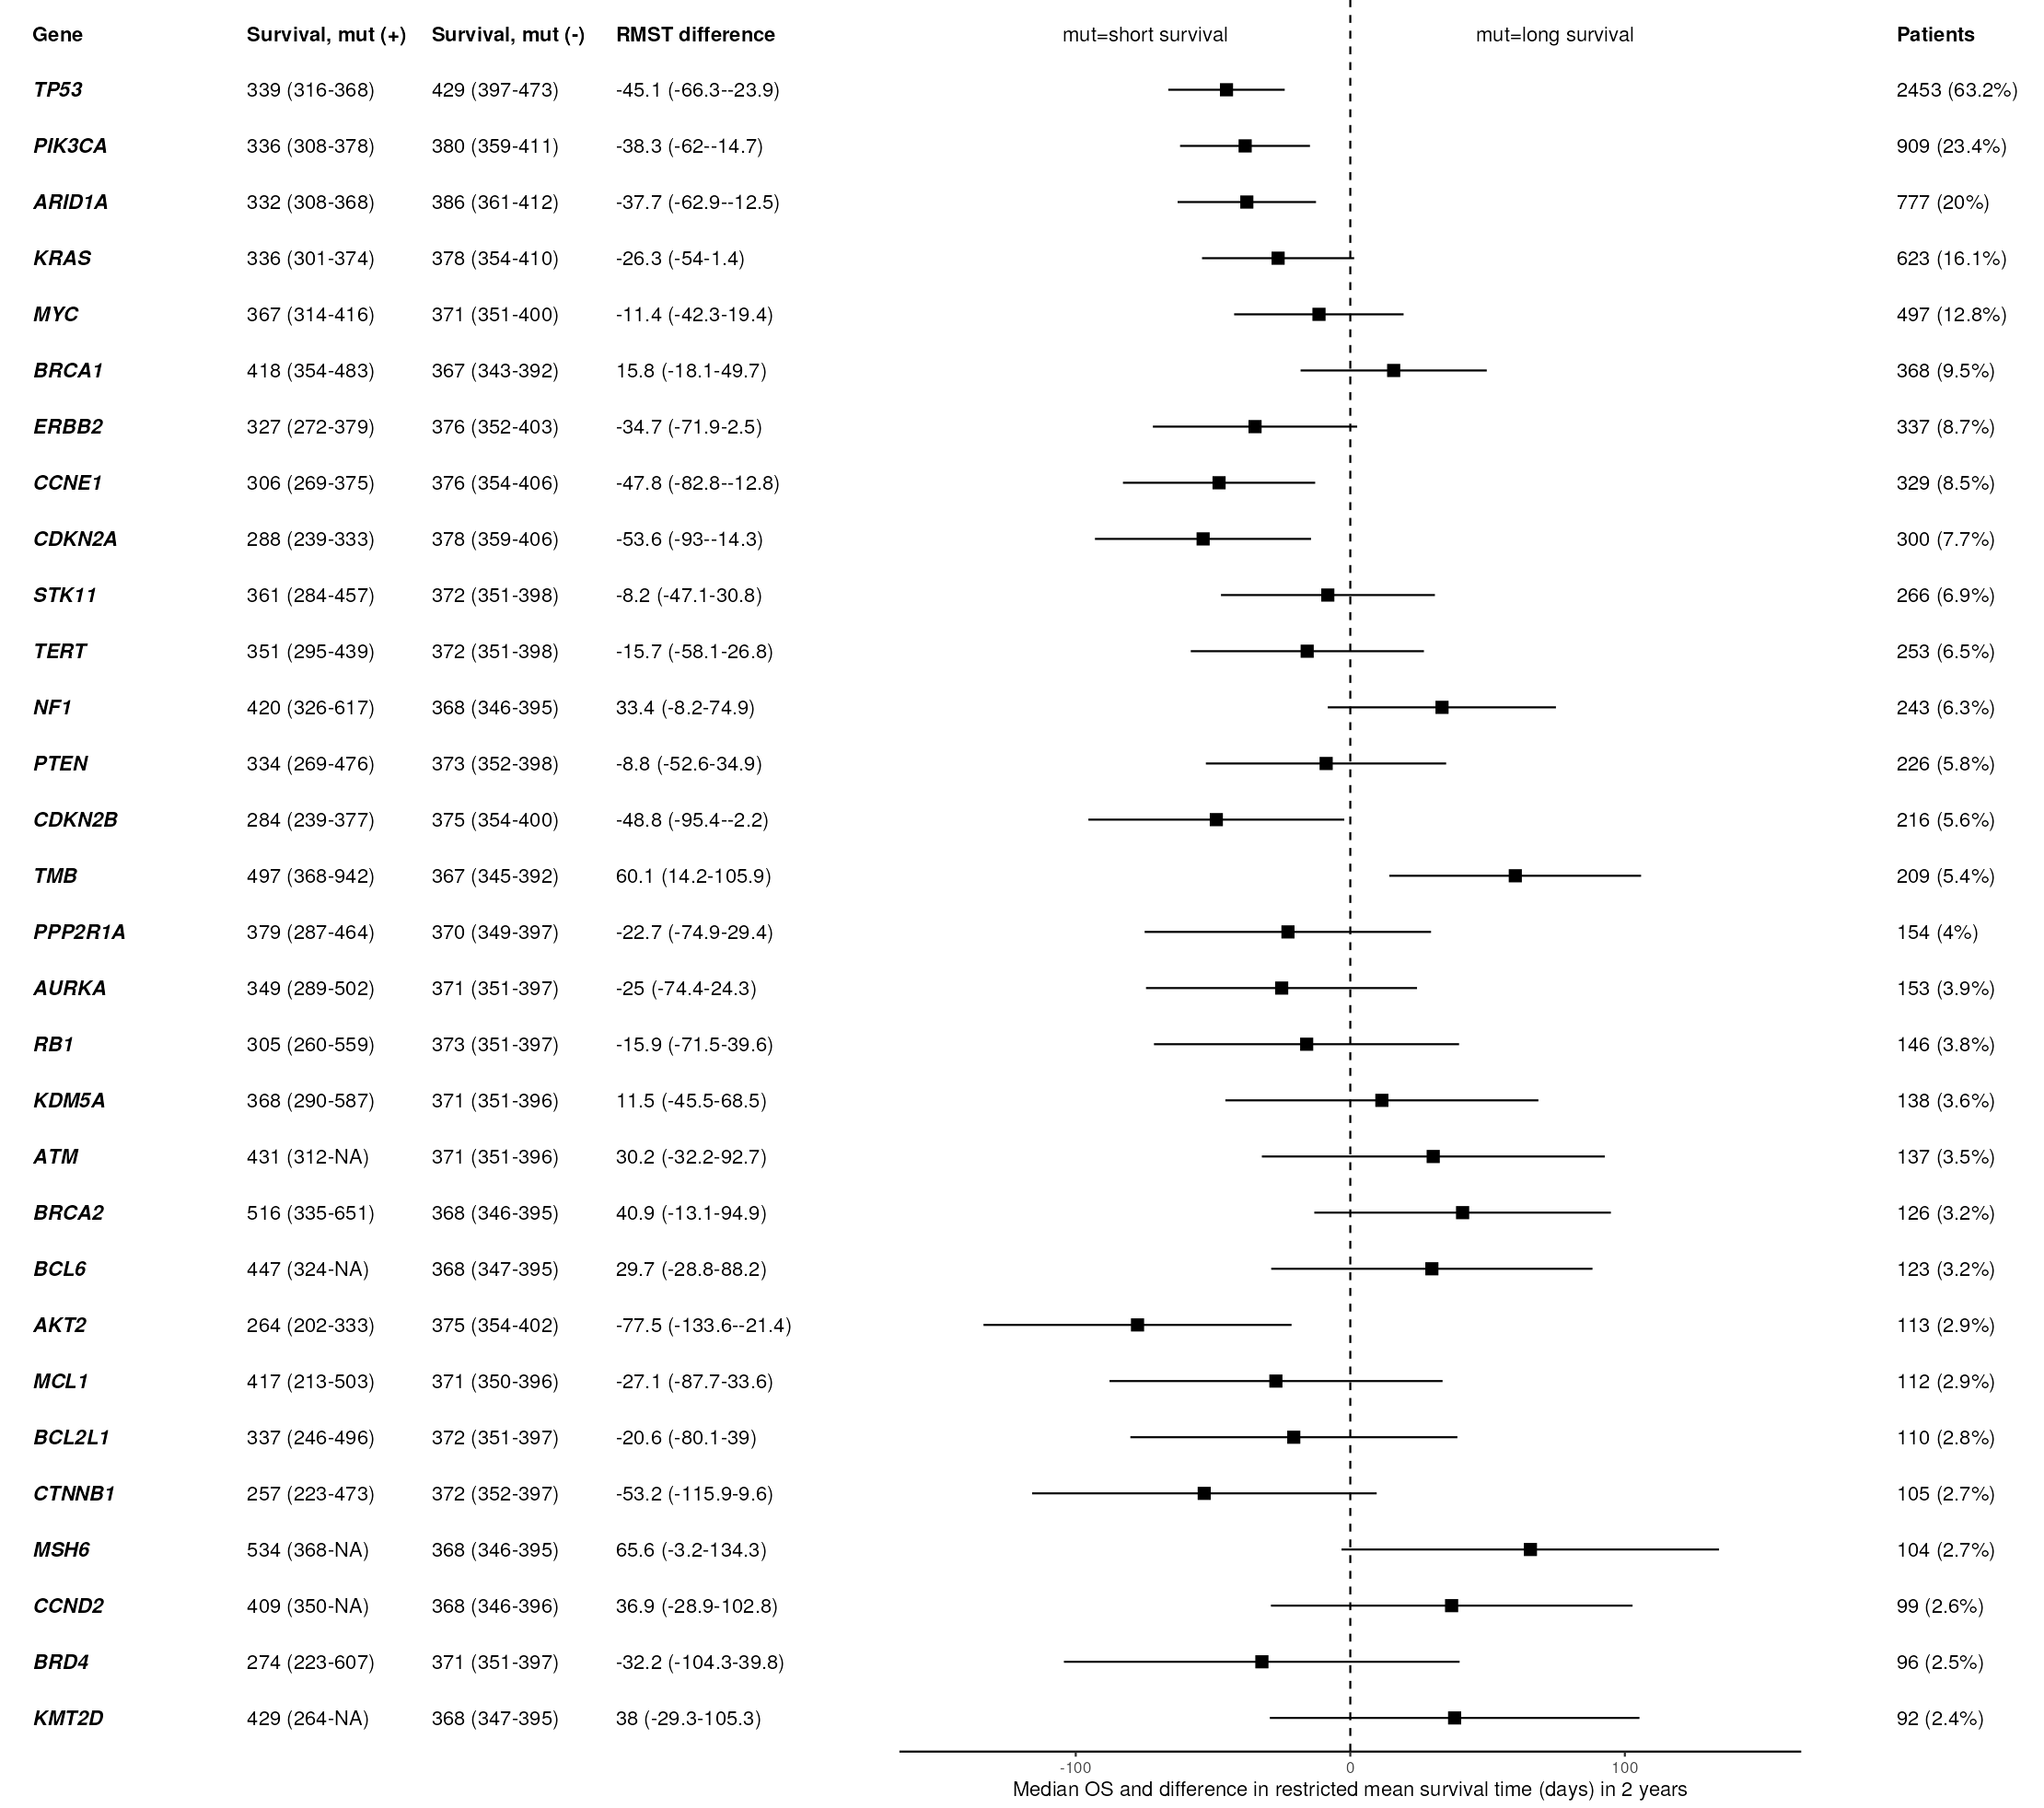 Gene Survival, mut (+) Survival, mut (-) RMST difference mut=short survival mut=long survival Patients
TP53 339 (316-368) 429 (397-473) -45.1 (-66.3--23.9) 2453 (63.2%)
PIK3CA 336 (308-378) 380 (359-411) -38.3 (-62--14.7) 909 (23.4%)
ARID1A 332 (308-368) 386 (361-412) -37.7 (-62.9--12.5) 777 (20%)
KRAS 336 (301-374) 378 (354-410) -26.3 (-54-1.4) 623 (16.1%)
MYC 367 (314-416) 371 (351-400) -11.4 (-42.3-19.4) 497 (12.8%)
BRCA1 418 (354-483) 367 (343-392) 15.8 (-18.1-49.7) 368 (9.5%)
ERBB2 327 (272-379) 376 (352-403) -34.7 (-71.9-2.5) 337 (8.7%)
CCNE1 306 (269-375) 376 (354-406) -47.8 (-82.8--12.8) 329 (8.5%)
CDKN2A 288 (239-333) 378 (359-406) -53.6 (-93--14.3) 300 (7.7%)
STK11 361 (284-457) 372 (351-398) -8.2 (-47.1-30.8) 266 (6.9%)
TERT 351 (295-439) 372 (351-398) -15.7 (-58.1-26.8) 253 (6.5%)
NF1 420 (326-617) 368 (346-395) 33.4 (-8.2-74.9) 243 (6.3%)
PTEN 334 (269-476) 373 (352-398) -8.8 (-52.6-34.9) 226 (5.8%)
CDKN2B 284 (239-377) 375 (354-400) -48.8 (-95.4--2.2) 216 (5.6%)
TMB 497 (368-942) 367 (345-392) 60.1 (14.2-105.9) 209 (5.4%)
PPP2R1A 379 (287-464) 370 (349-397) -22.7 (-74.9-29.4) 154 (4%)
AURKA 349 (289-502) 371 (351-397) -25 (-74.4-24.3) 153 (3.9%)
RB1 305 (260-559) 373 (351-397) -15.9 (-71.5-39.6) 146 (3.8%)
KDM5A 368 (290-587) 371 (351-396) 11.5 (-45.5-68.5) 138 (3.6%)
ATM 431 (312-NA) 371 (351-396) 30.2 (-32.2-92.7) 137 (3.5%)
BRCA2 516 (335-651) 368 (346-395) 40.9 (-13.1-94.9) 126 (3.2%)
BCL6 447 (324-NA) 368 (347-395) 29.7 (-28.8-88.2) 123 (3.2%)
AKT2 264 (202-333) 375 (354-402) -77.5 (-133.6--21.4) 113 (2.9%)
MCL1 417 (213-503) 371 (350-396) -27.1 (-87.7-33.6) 112 (2.9%)
BCL2L1 337 (246-496) 372 (351-397) -20.6 (-80.1-39) 110 (2.8%)
CTNNB1 257 (223-473) 372 (352-397) -53.2 (-115.9-9.6) 105 (2.7%)
MSH6 534 (368-NA) 368 (346-395) 65.6 (-3.2-134.3) 104 (2.7%)
CCND2 409 (350-NA) 368 (346-396) 36.9 (-28.9-102.8) 99 (2.6%)
BRD4 274 (223-607) 371 (351-397) -32.2 (-104.3-39.8) 96 (2.5%)
KMT2D 429 (264-NA) 368 (347-395) 38 (-29.3-105.3) 92 (2.4%)
-100 0 100
Median OS and difference in restricted mean survival time (days) in 2 years